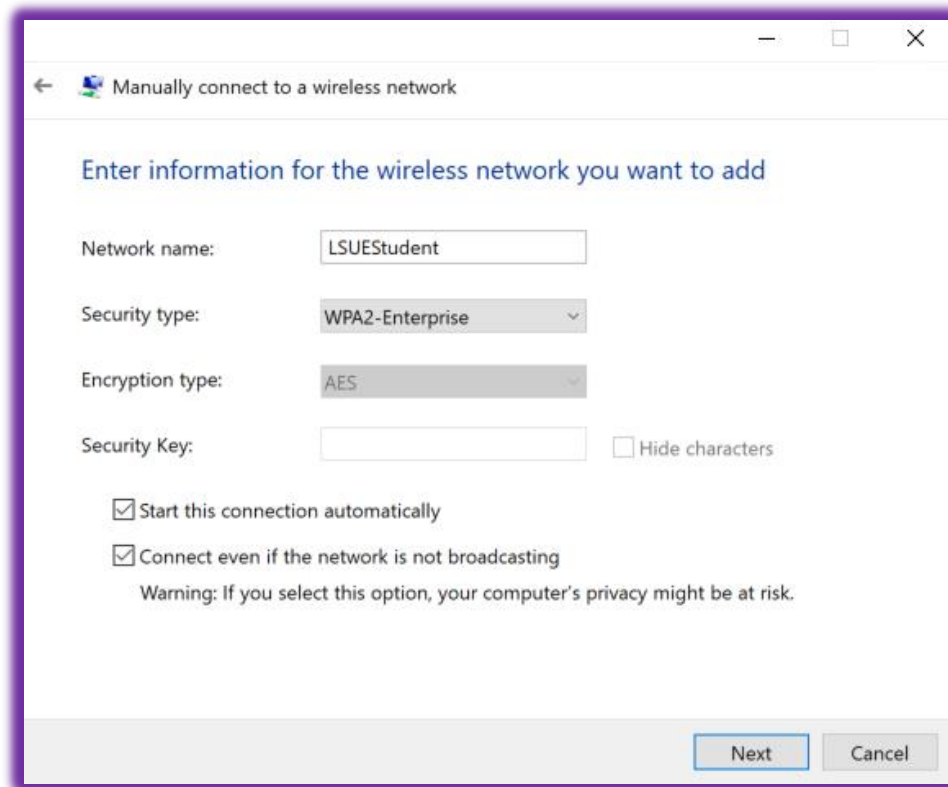 Manually connect to a wireless network
Enter information for the wireless network you want to add
Network name: LSUEStudent
Security type: WPA2-Enterprise
Encryption type: AES
Security Key: Hide characters
Start this connection automatically
Connect even if the network is not broadcasting
Warning: If you select this option, your computer's privacy might be at risk.
Next Cancel